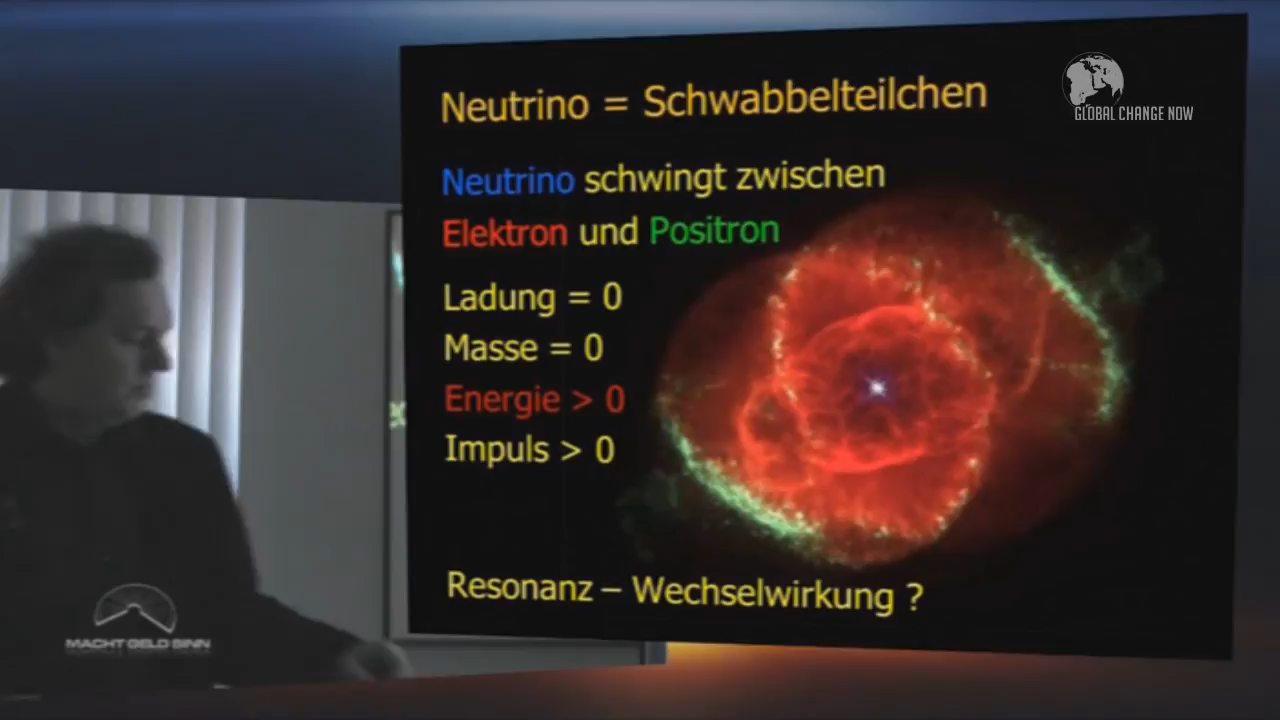 Neutrino = Schwabbelteilchen
GLOBAL CHANGE NOW
Neutrino schwingt zwischen
Elektron und Positron
Ladung = 0
Masse = 0
Energie > 0
Impuls > 0
Resonanz – Wechselwirkung ?
MACHT GELD SINN